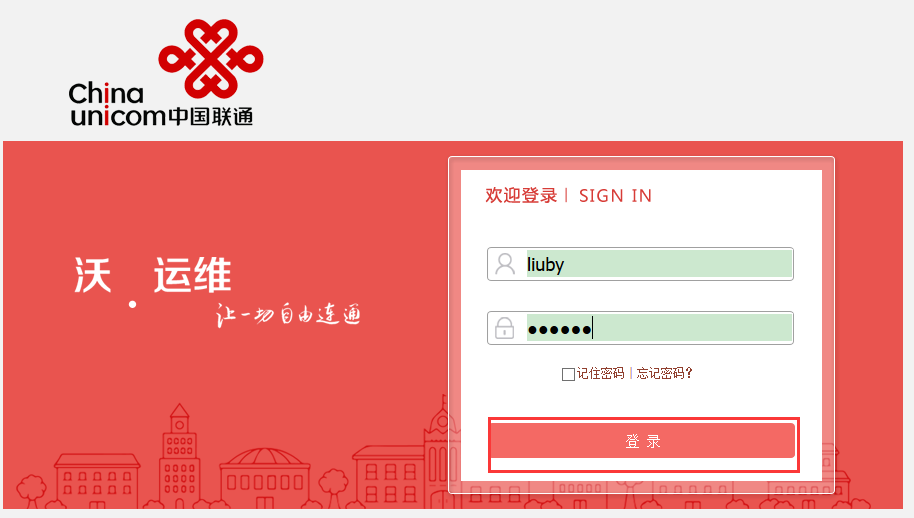 China
unicom中国联通
欢迎登录 | SIGN IN
沃·运维
让一切自由连通
liuby
●●●●●●
记住密码 | 忘记密码?
登 录